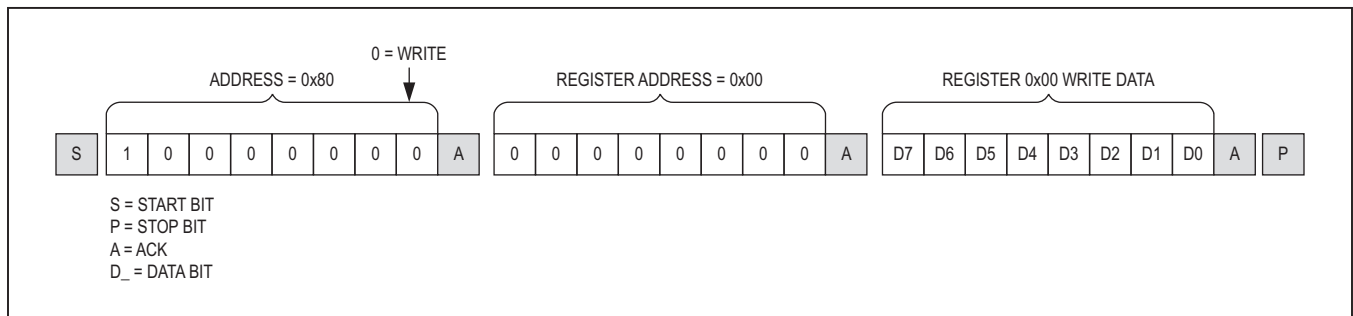 0 = WRITE
ADDRESS = 0x80 REGISTER ADDRESS = 0x00 REGISTER 0x00 WRITE DATA
S 1 0 0 0 0 0 0 0 A 0 0 0 0 0 0 0 0 A D7 D6 D5 D4 D3 D2 D1 D0 A P
S = START BIT
P = STOP BIT
A = ACK
D_ = DATA BIT